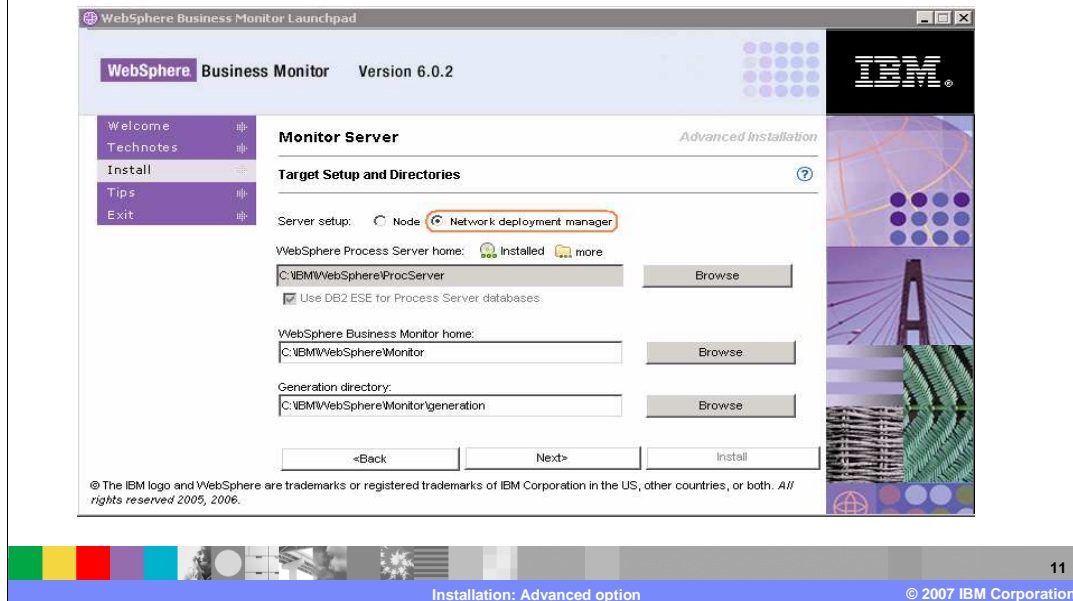 WebSphere Business Monitor Launchpad
WebSphere Business Monitor Version 6.0.2
IBM®
Welcome
Technotes
Install
Tips
Exit
Monitor Server
Advanced Installation
Target Setup and Directories
?
Server setup: Node Network deployment manager
WebSphere Process Server home: Installed more
C:\IBM\WebSphere\ProcServer
Browse
Use DB2 ESE for Process Server databases
WebSphere Business Monitor home:
C:\IBM\WebSphere\Monitor
Browse
Generation directory:
C:\IBM\WebSphere\Monitor\generation
Browse
<Back
Next>
Install
© The IBM logo and WebSphere are trademarks or registered trademarks of IBM Corporation in the US, other countries, or both. All
rights reserved 2005, 2006.
11
Installation: Advanced option
© 2007 IBM Corporation